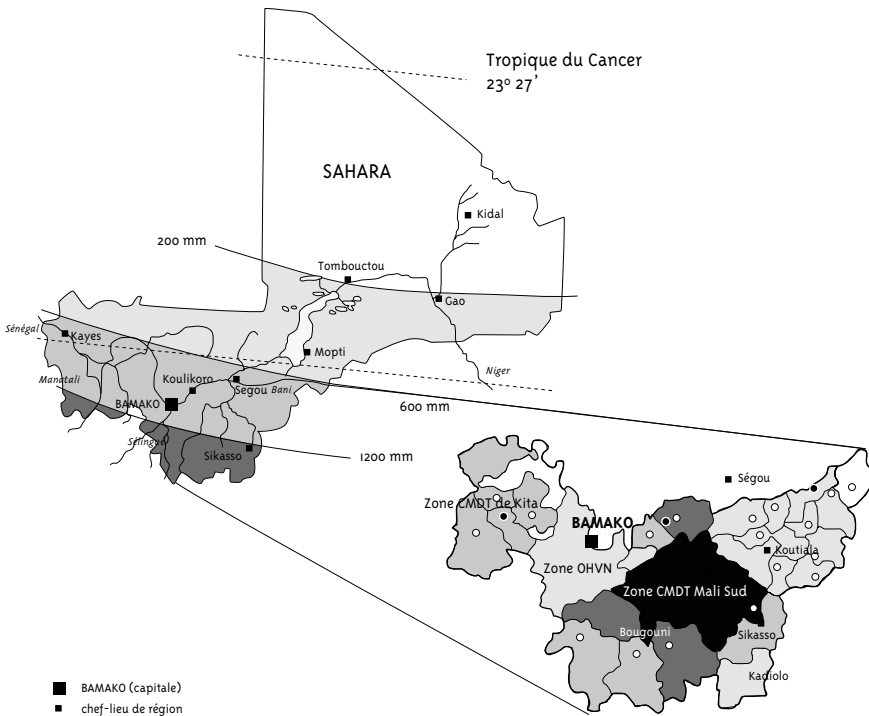 Tropique du Cancer
23º 27'
SAHARA
Kidal
200 mm
Tombouctou
Gao
Sénégal
Kayes
Mopti
Niger
Manatali
Koulikoro
Segou
Bani
BAMAKO
600 mm
Sélingue
Sikasso
1200 mm
Ségou
Zone CMDT de Kita
BAMAKO
Koutiala
Zone OHVN
Zone CMDT Mali Sud
Bougouni
Sikasso
Kadiolo
BAMAKO (capitale)
chef-lieu de région